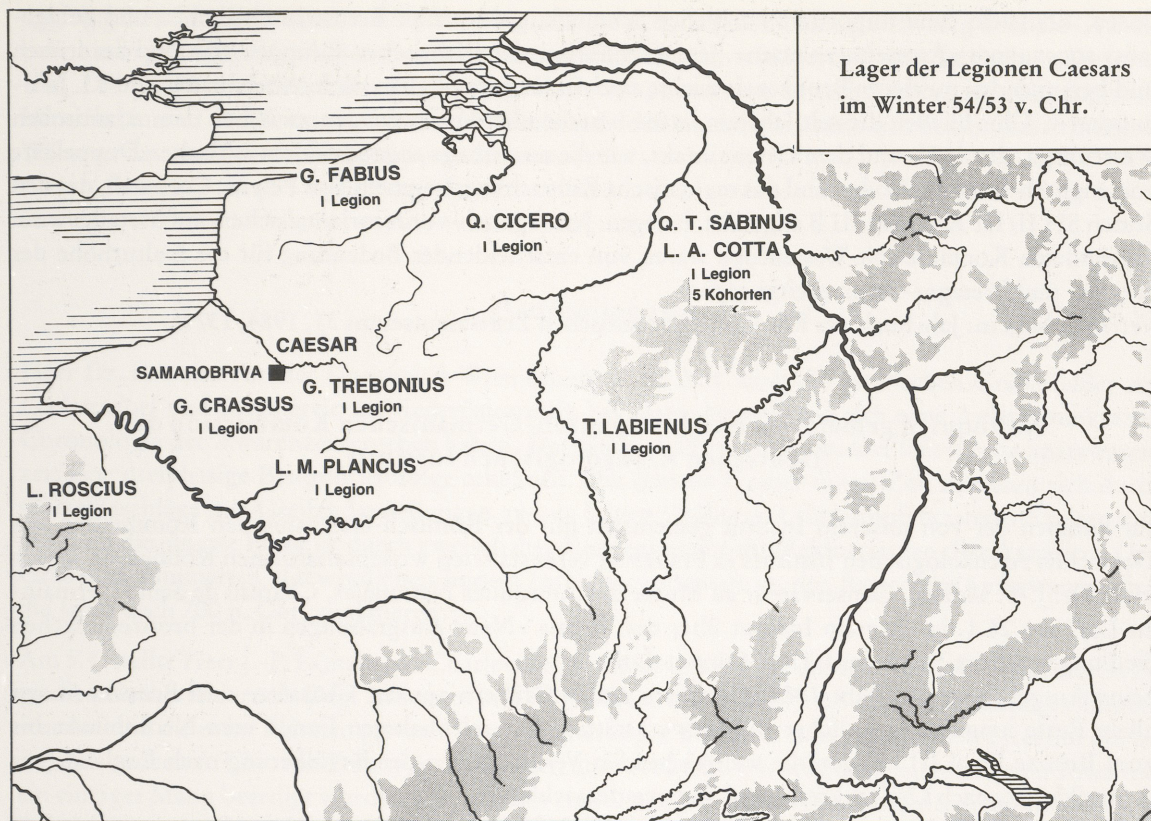 Lager der Legionen Caesars
im Winter 54/53 v. Chr.
G. FABIUS
I Legion
Q. CICERO
I Legion
Q. T. SABINUS
L. A. COTTA
I Legion
5 Kohorten
CAESAR
SAMAROBRIVA
G. TREBONIUS
I Legion
G. CRASSUS
I Legion
T. LABIENUS
I Legion
L. M. PLANCUS
I Legion
L. ROSCIUS
I Legion